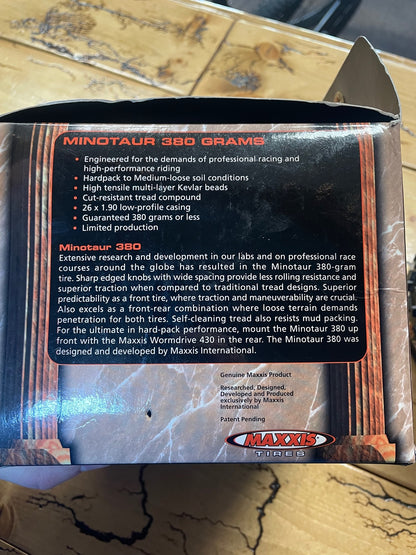 MINOTAUR 380 GRAMS
• Engineered for the demands of professional racing and
high-performance riding
• Hardpack to Medium-loose soil conditions
• High tensile multi-layer Kevlar beads
• Cut-resistant tread compound
• 26 x 1.90 low-profile casing
• Guaranteed 380 grams or less
• Limited production
Minotaur 380
Extensive research and development in our labs and on professional race
courses around the globe has resulted in the Minotaur 380-gram
tire. Sharp edged knobs with wide spacing provide less rolling resistance and
superior traction when compared to traditional tread designs. Superior
predictability as a front tire, where traction and maneuverability are crucial.
Also excels as a front-rear combination where loose terrain demands
penetration for both tires. Self-cleaning tread also resists mud packing.
For the ultimate in hard-pack performance, mount the Minotaur 380 up
front with the Maxxis Wormdrive 430 in the rear. The Minotaur 380 was
designed and developed by Maxxis International.
Genuine Maxxis Product
Researched, Designed,
Developed and Produced
exclusively by Maxxis
International
Patent Pending
MAXXIS
TIRES